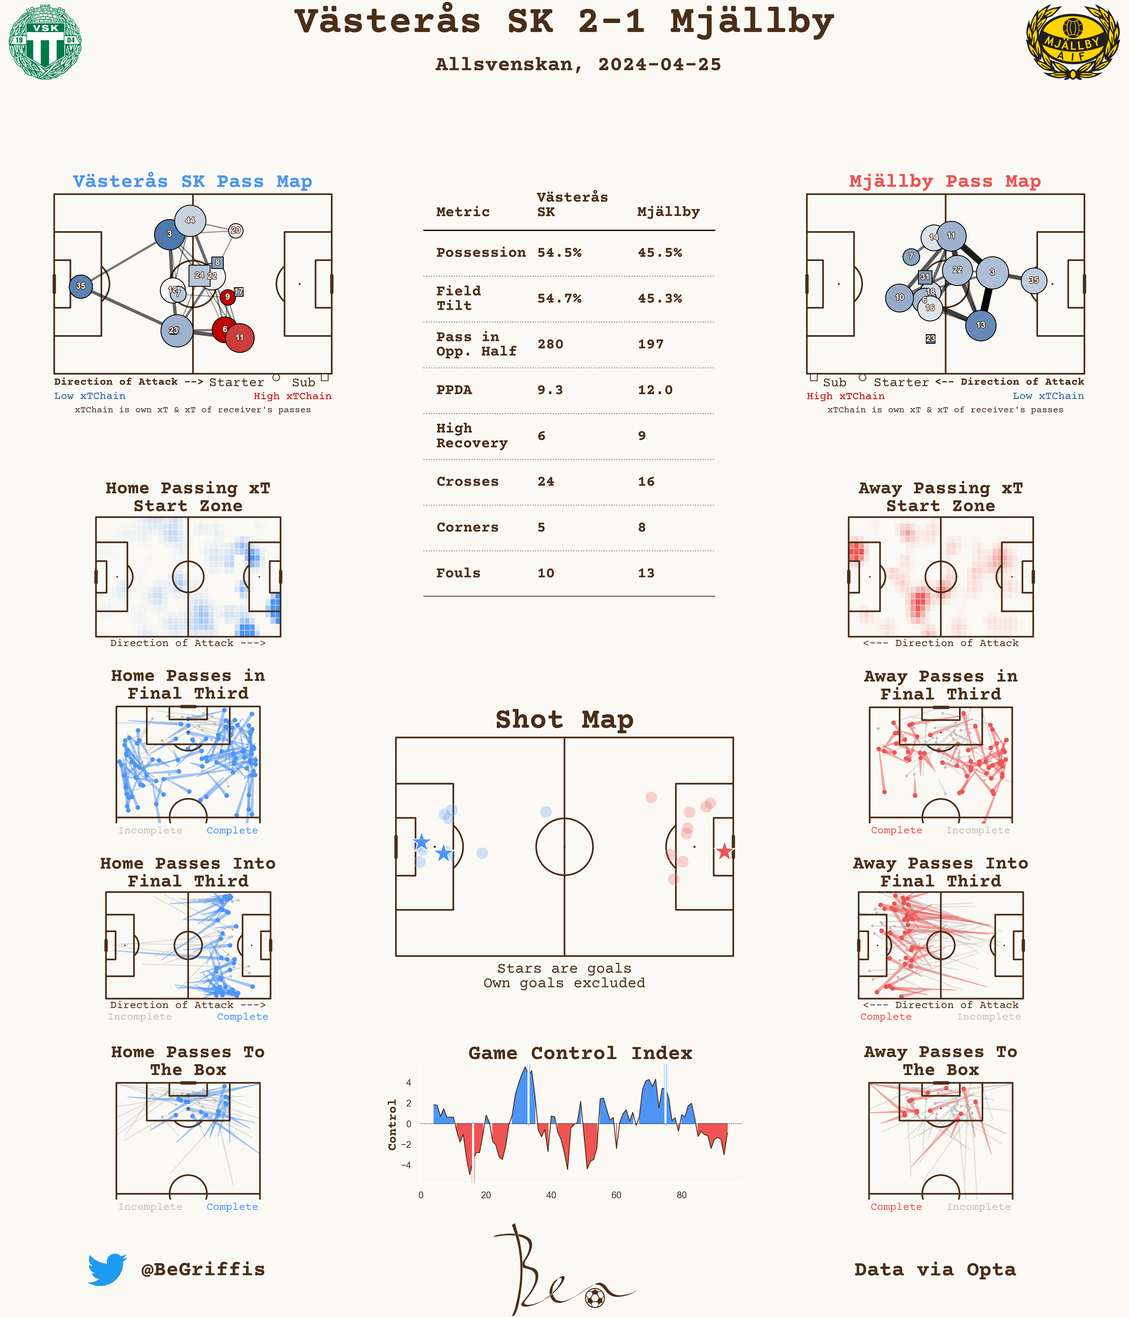 Västerås SK 2-1 Mjällby
Allsvenskan, 2024-04-25
VSK
19 04
MJÄLLBY
A I F
Västerås SK Pass Map
44
3
20
8
24
22
35
9
6
11
23
Direction of Attack --> Starter Sub
Low xTChain High xTChain
xTChain is own xT & xT of receiver's passes
Metric Västerås SK Mjällby
Possession 54.5% 45.5%
Field Tilt 54.7% 45.3%
Pass in Opp. Half 280 197
PPDA 9.3 12.0
High Recovery 6 9
Crosses 24 16
Corners 5 8
Fouls 10 13
Mjällby Pass Map
14
11
7
31
22
3
35
10
18
6
16
13
23
Sub Starter <-- Direction of Attack
High xTChain Low xTChain
xTChain is own xT & xT of receiver's passes
Home Passing xT
Start Zone
Direction of Attack --->
Away Passing xT
Start Zone
<--- Direction of Attack
Home Passes in
Final Third
Incomplete Complete
Shot Map
Stars are goals
Own goals excluded
Away Passes in
Final Third
Complete Incomplete
Home Passes Into
Final Third
Direction of Attack --->
Incomplete Complete
Away Passes Into
Final Third
<--- Direction of Attack
Complete Incomplete
Home Passes To
The Box
Incomplete Complete
Game Control Index
Control
4
2
0
−2
−4
0 20 40 60 80
Away Passes To
The Box
Complete Incomplete
@BeGriffis
Bea
Data via Opta